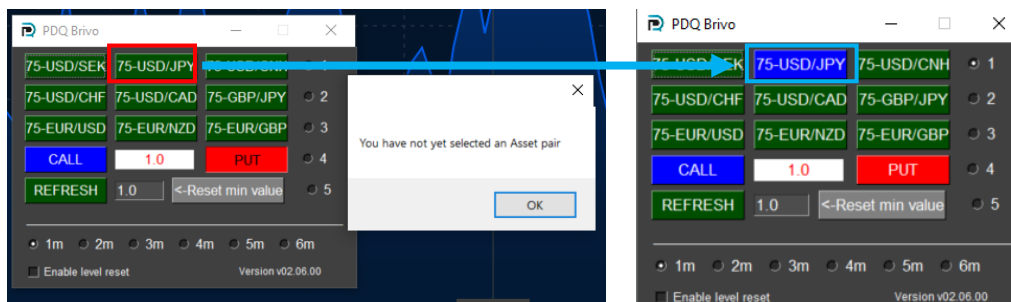 PDQ Brivo
75-USD/SEK 75-USD/JPY
75-USD/CHF 75-USD/CAD 75-GBP/JPY 2
75-EUR/USD 75-EUR/NZD 75-EUR/GBP 3
CALL 1.0 PUT 4
REFRESH 1.0 <-Reset min value 5
1m 2m 3m 4m 5m 6m
Enable level reset Version v02.06.00
You have not yet selected an Asset pair
OK
PDQ Brivo
75-USD/JPY 75-USD/CNH 1
75-USD/CHF 75-USD/CAD 75-GBP/JPY 2
75-EUR/USD 75-EUR/NZD 75-EUR/GBP 3
CALL 1.0 PUT 4
REFRESH 1.0 <-Reset min value 5
1m 2m 3m 4m 5m 6m
Enable level reset Version v02.06.00